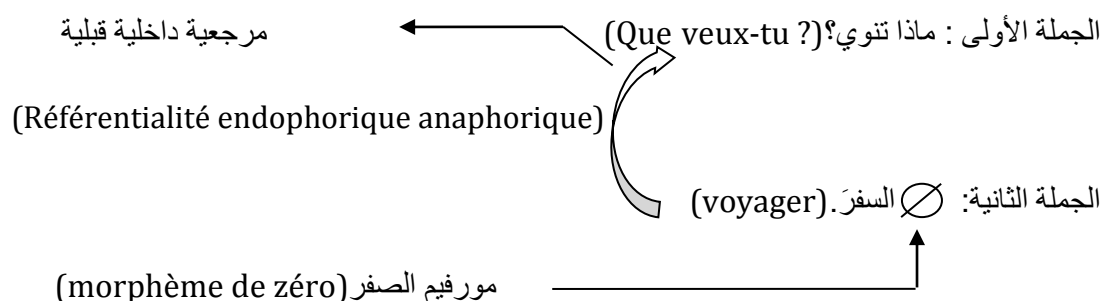 الجملة الأولى : ماذا تنوي؟(Que veux-tu ?) مرجعية داخلية قبلية
(Référentialité endophorique anaphorique)
الجملة الثانية: ∅ السفرَ.(voyager)
مورفيم الصفر(morphème de zéro)